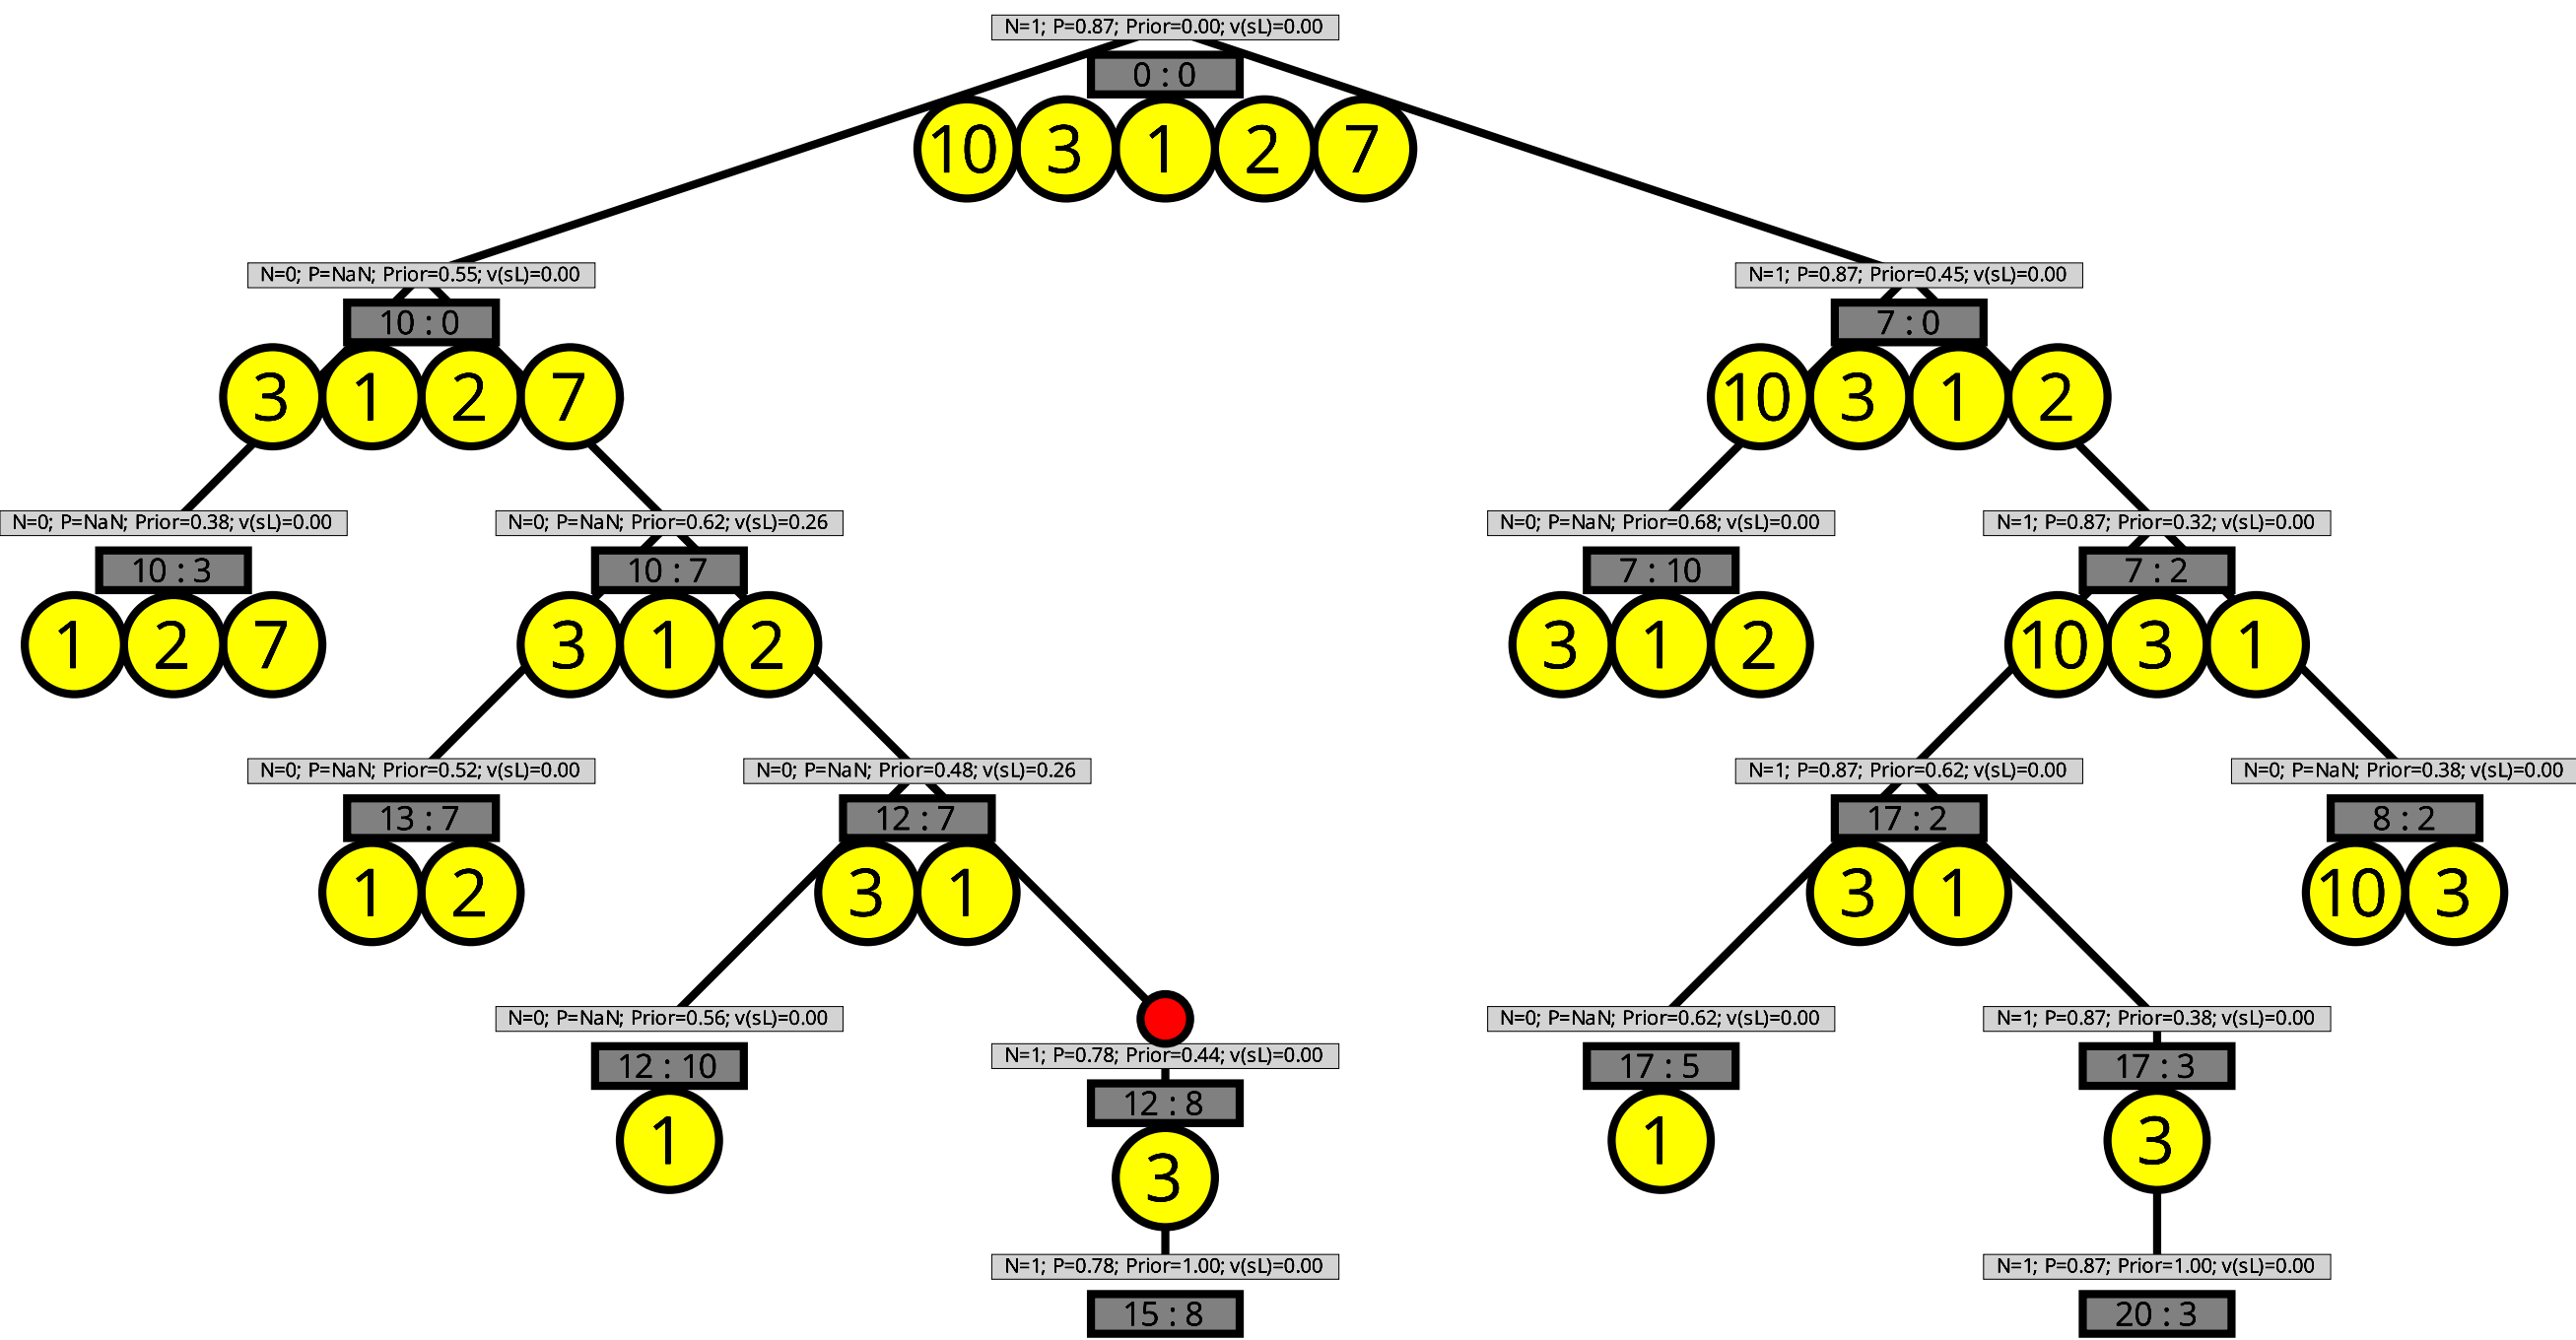 N=1; P=0.87; Prior=0.00; v(sL)=0.00
0 : 0
10 3 1 2 7
N=0; P=NaN; Prior=0.55; v(sL)=0.00
10 : 0
3 1 2 7
N=1; P=0.87; Prior=0.45; v(sL)=0.00
7 : 0
10 3 1 2
N=0; P=NaN; Prior=0.38; v(sL)=0.00
10 : 3
1 2 7
N=0; P=NaN; Prior=0.62; v(sL)=0.26
10 : 7
3 1 2
N=0; P=NaN; Prior=0.68; v(sL)=0.00
7 : 10
3 1 2
N=1; P=0.87; Prior=0.32; v(sL)=0.00
7 : 2
10 3 1
N=0; P=NaN; Prior=0.52; v(sL)=0.00
13 : 7
1 2
N=0; P=NaN; Prior=0.48; v(sL)=0.26
12 : 7
3 1
N=1; P=0.87; Prior=0.62; v(sL)=0.00
17 : 2
3 1
N=0; P=NaN; Prior=0.38; v(sL)=0.00
8 : 2
10 3
N=0; P=NaN; Prior=0.56; v(sL)=0.00
12 : 10
1
N=1; P=0.78; Prior=0.44; v(sL)=0.00
12 : 8
3
N=0; P=NaN; Prior=0.62; v(sL)=0.00
17 : 5
1
N=1; P=0.87; Prior=0.38; v(sL)=0.00
17 : 3
3
N=1; P=0.78; Prior=1.00; v(sL)=0.00
15 : 8
N=1; P=0.87; Prior=1.00; v(sL)=0.00
20 : 3